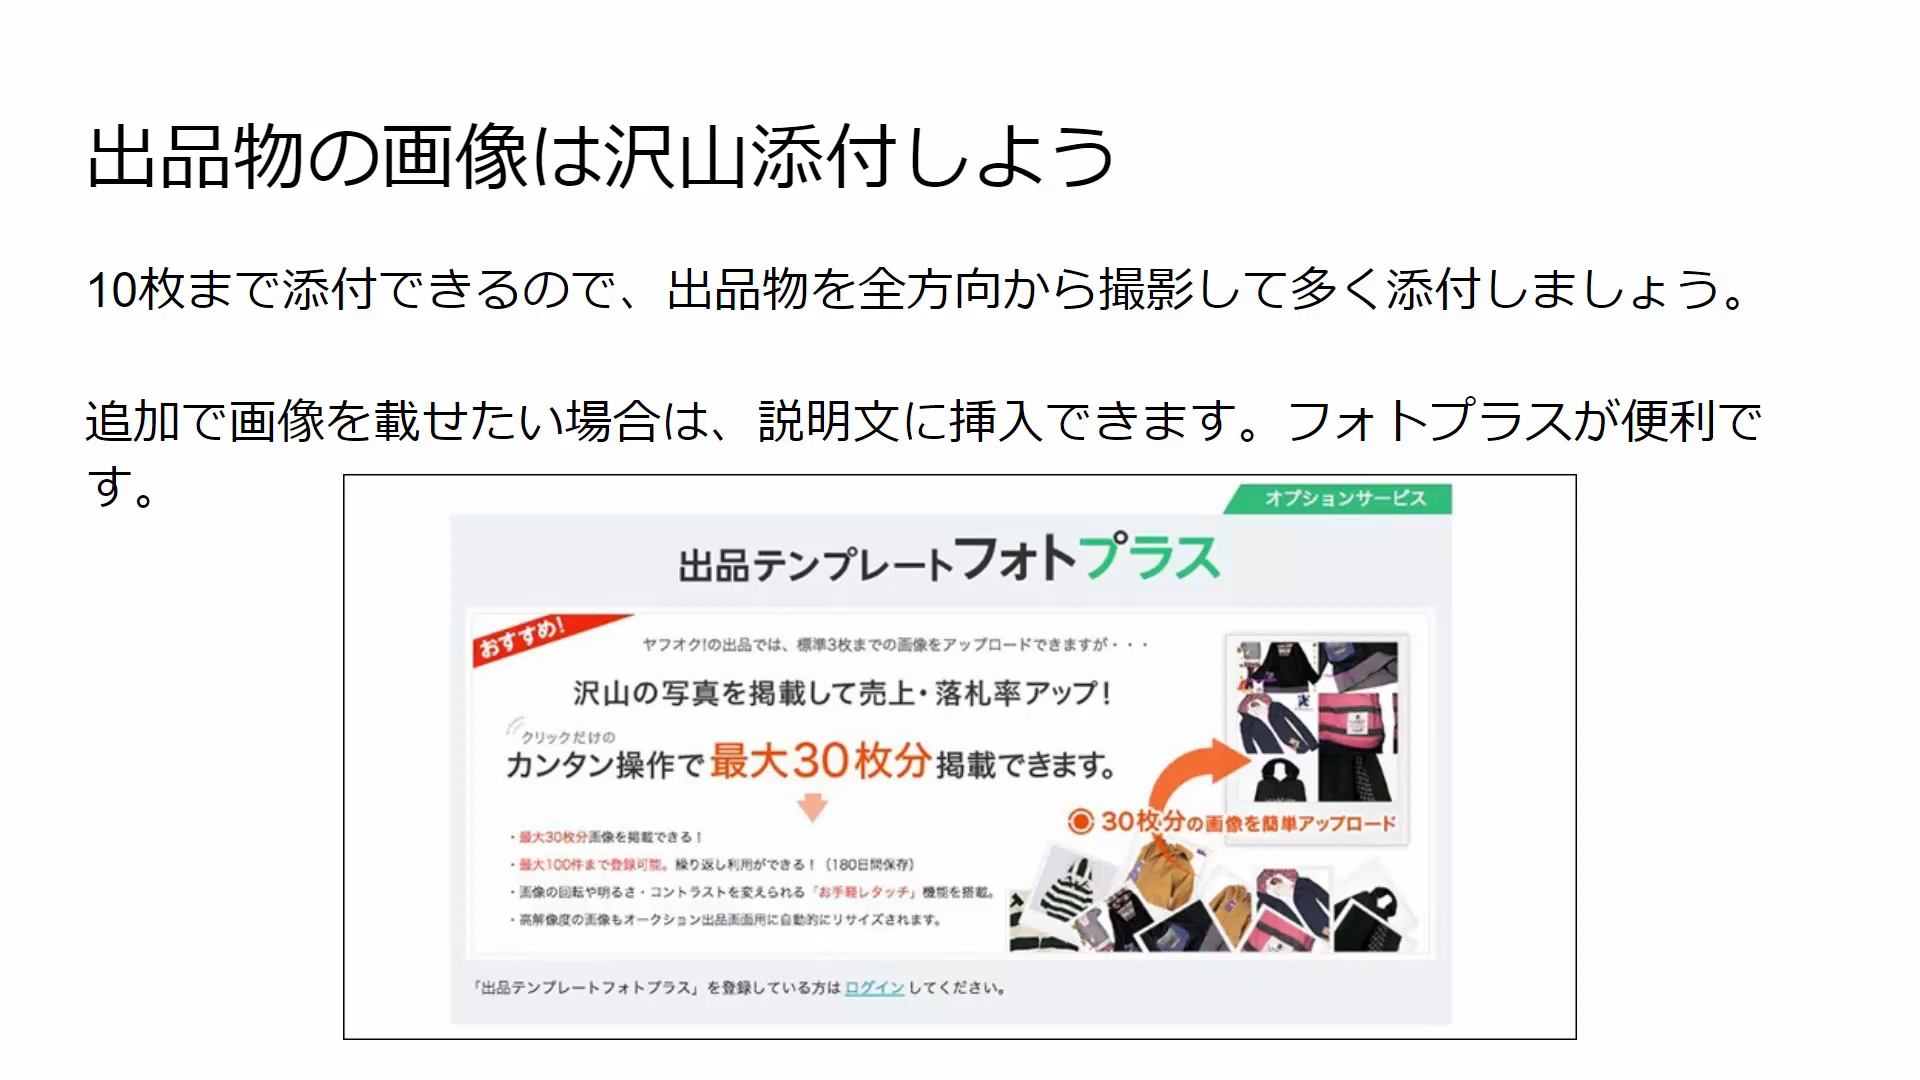 出品物の画像は沢山添付しよう
10枚まで添付できるので、出品物を全方向から撮影して多く添付しましょう。
追加で画像を載せたい場合は、説明文に挿入できます。フォトプラスが便利で
す。
オプションサービス
出品テンプレートフォトプラス
おすすめ!
ヤフオク!の出品では、標準3枚までの画像をアップロードできますが・・・
沢山の写真を掲載して売上・落札率アップ!
クリックだけの
カンタン操作で最大30枚分掲載できます。
30枚分の画像を簡単アップロード
・最大30枚分画像を掲載できる!
・最大100件まで登録可能。繰り返し利用ができる!(180日間保存)
・画像の回転や明るさ・コントラストを変えられる「お手軽レタッチ」機能を搭載。
・高解像度の画像もオークション出品画面用に自動的にリサイズされます。
「出品テンプレートフォトプラス」を登録している方は ログイン してください。